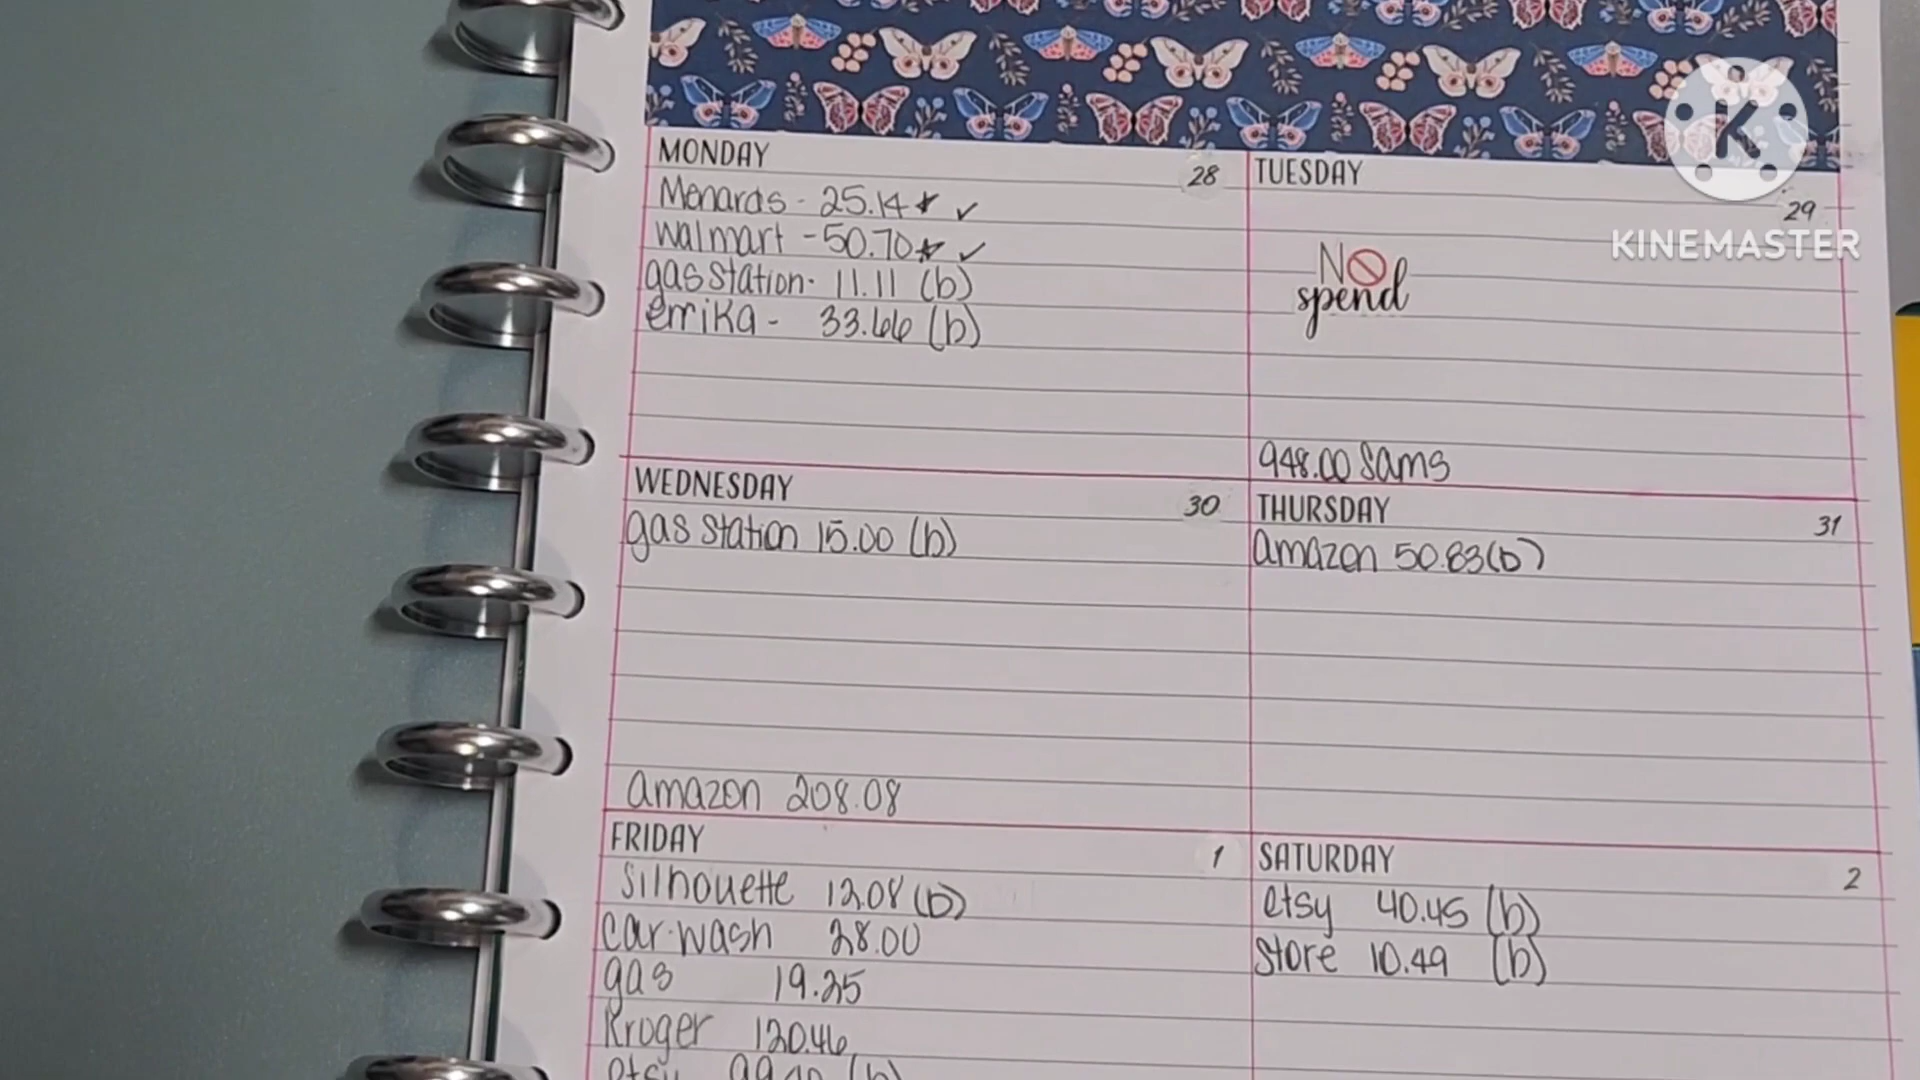 MONDAY 28
Menards - 25.14 ★ ✓
Walmart - 50.70 ★ ✓
gas station - 11.11 (b)
errika - 33.66 (b)
TUESDAY
29
NO
spend
948.00 Sams
WEDNESDAY 30
gas station 15.00 (b)
amazon 208.08
THURSDAY 31
amazon 50.83 (b)
FRIDAY 1
Silhouette 12.08 (b)
car wash 28.00
gas 19.25
Kroger 120.46
etsy (b)
SATURDAY 2
etsy 40.45 (b)
Store 10.49 (b)
K
KINEMASTER